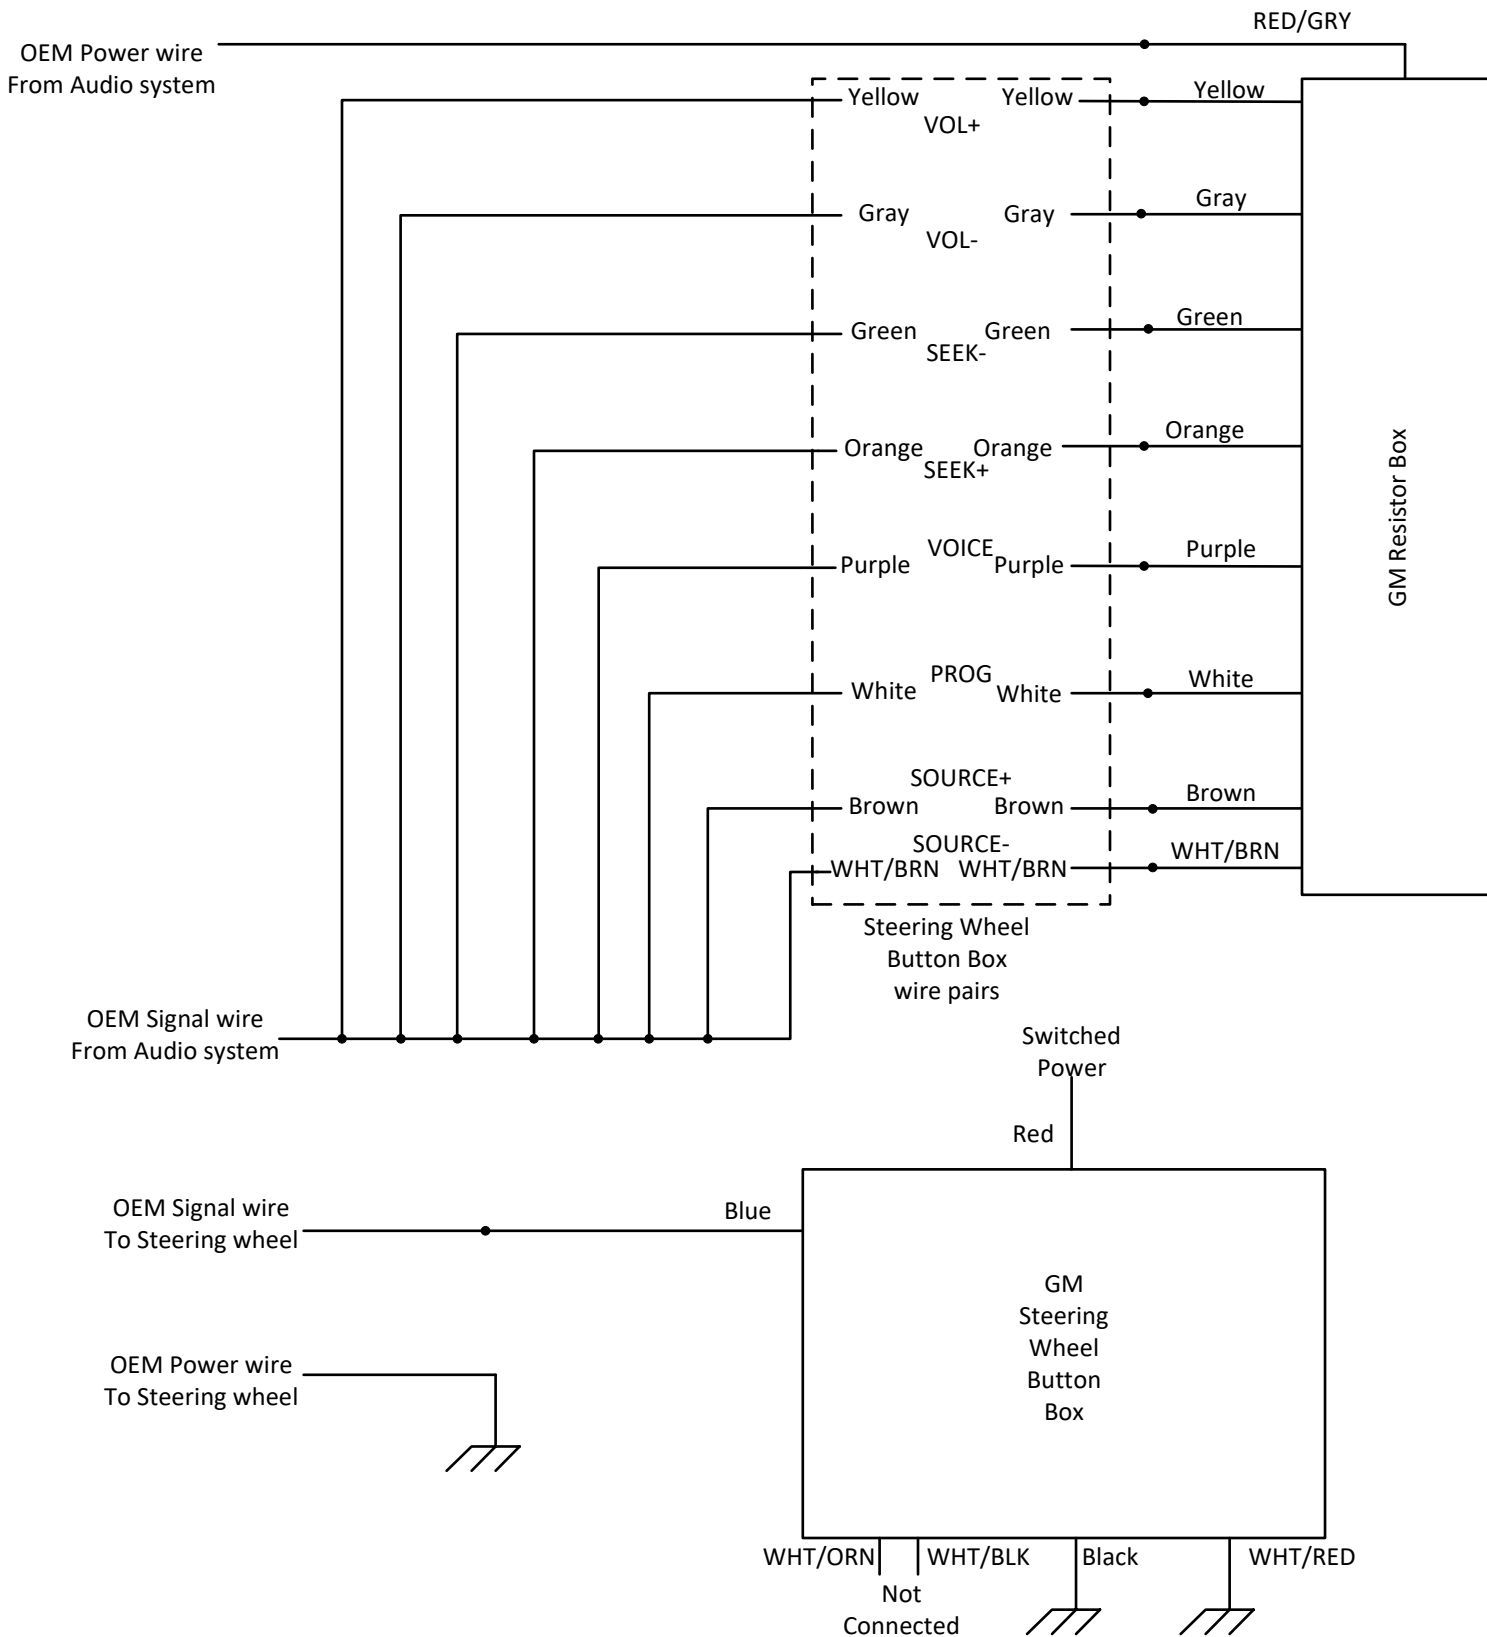 RED/GRY
OEM Power wire
From Audio system
Yellow Yellow Yellow
VOL+
Gray Gray Gray
VOL-
Green Green Green
SEEK-
Orange Orange Orange
SEEK+
GM Resistor Box
VOICE
Purple Purple Purple
PROG
White White White
SOURCE+
Brown Brown Brown
SOURCE-
WHT/BRN WHT/BRN WHT/BRN
Steering Wheel
Button Box
wire pairs
OEM Signal wire
From Audio system
Switched
Power
Red
OEM Signal wire
To Steering wheel
Blue
GM
Steering
Wheel
Button
Box
OEM Power wire
To Steering wheel
WHT/ORN WHT/BLK Black WHT/RED
Not
Connected